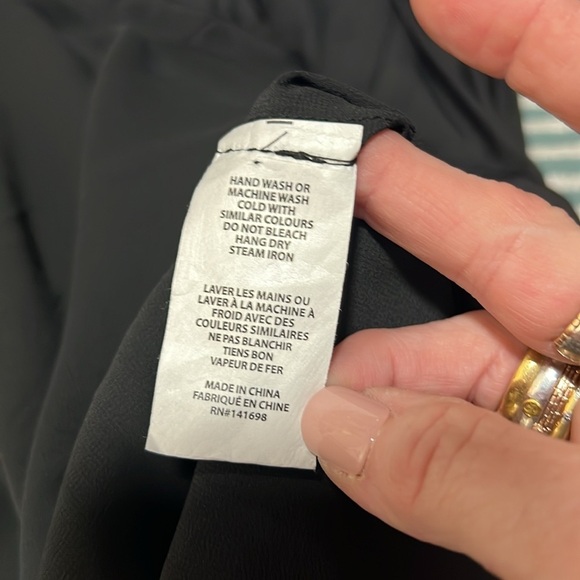 HAND WASH OR
MACHINE WASH
COLD WITH
SIMILAR COLOURS
DO NOT BLEACH
HANG DRY
STEAM IRON
LAVER LES MAINS OU
LAVER À LA MACHINE À
FROID AVEC DES
COULEURS SIMILAIRES
NE PAS BLANCHIR
TIENS BON
VAPEUR DE FER
MADE IN CHINA
FABRIQUÉ EN CHINE
RN#141698